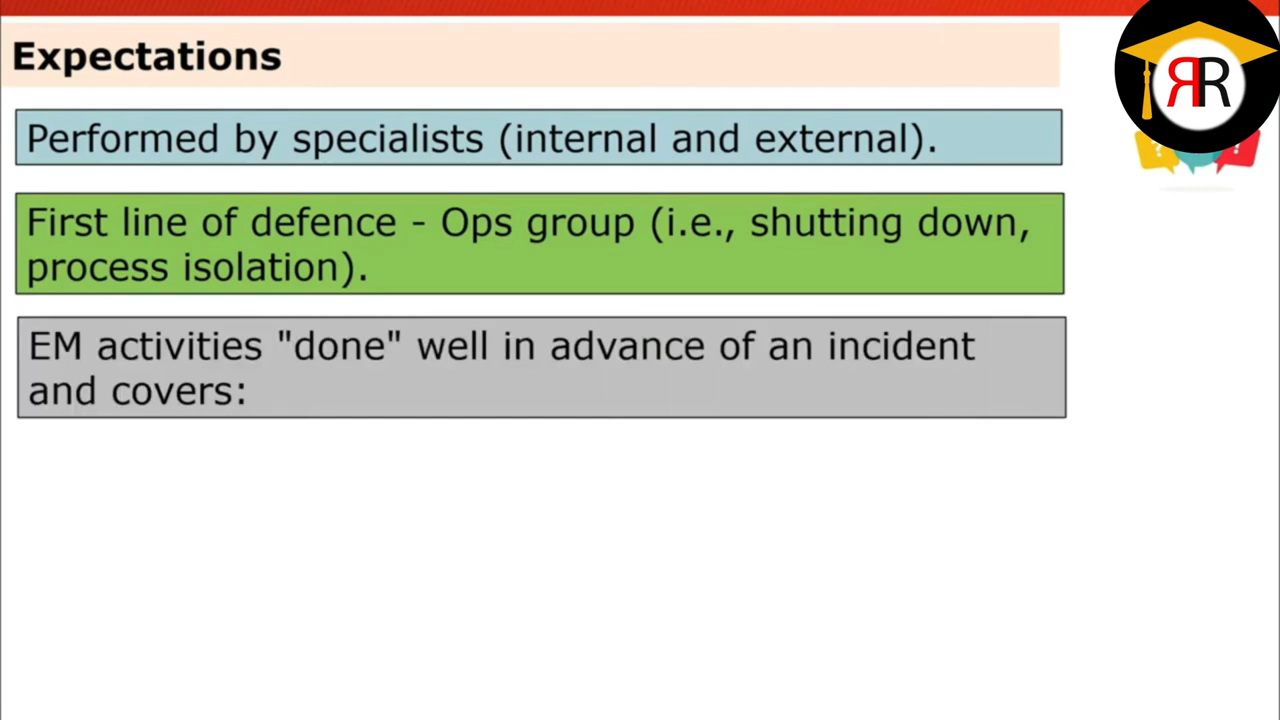 Expectations
Performed by specialists (internal and external).
First line of defence - Ops group (i.e., shutting down,
process isolation).
EM activities "done" well in advance of an incident
and covers:
RR
? ?